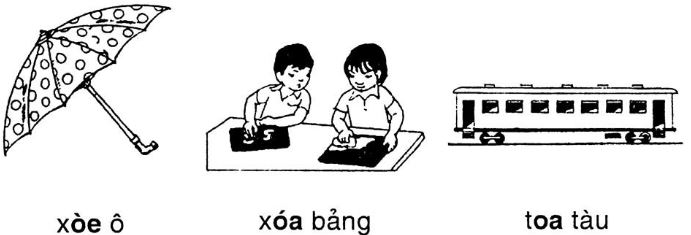 xòe ô
xóa bảng
toa tàu